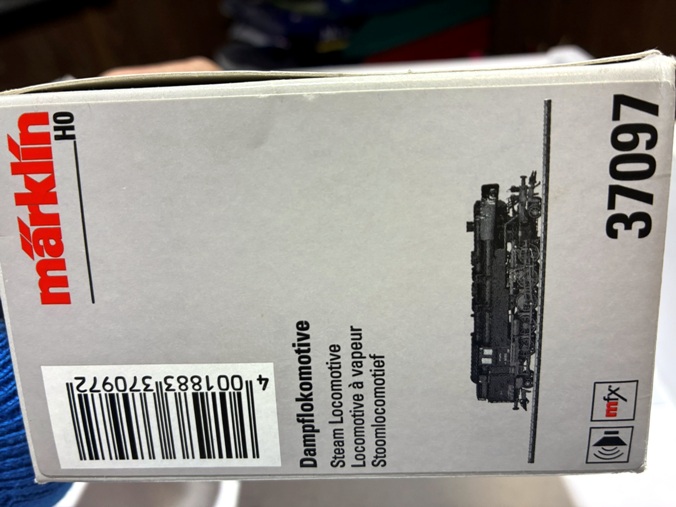 märklin
H0
37097
Dampflokomotive
Steam Locomotive
Locomotive à vapeur
Stoomlocomotief
4 001883 370972
mfx